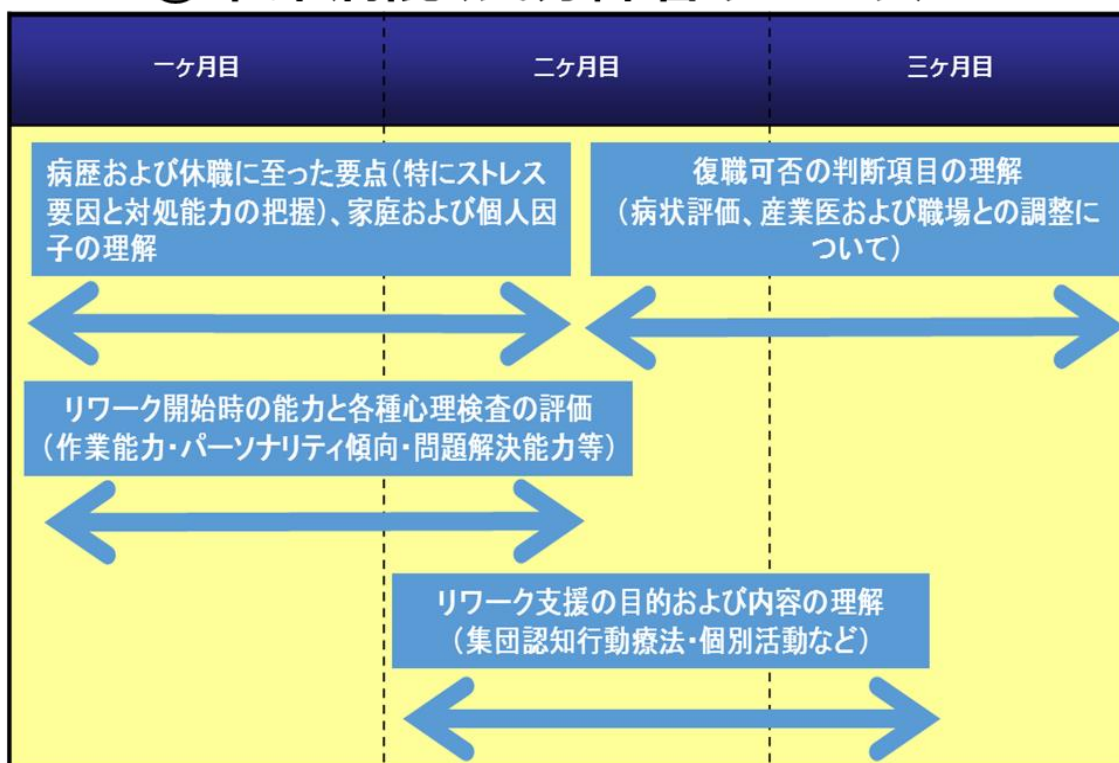 一ヶ月目
二ヶ月目
三ヶ月目
病歴および休職に至った要点（特にストレス
要因と対処能力の把握）、家庭および個人因
子の理解
復職可否の判断項目の理解
（病状評価、産業医および職場との調整に
ついて）
リワーク開始時の能力と各種心理検査の評価
（作業能力・パーソナリティ傾向・問題解決能力等）
リワーク支援の目的および内容の理解
（集団認知行動療法・個別活動など）